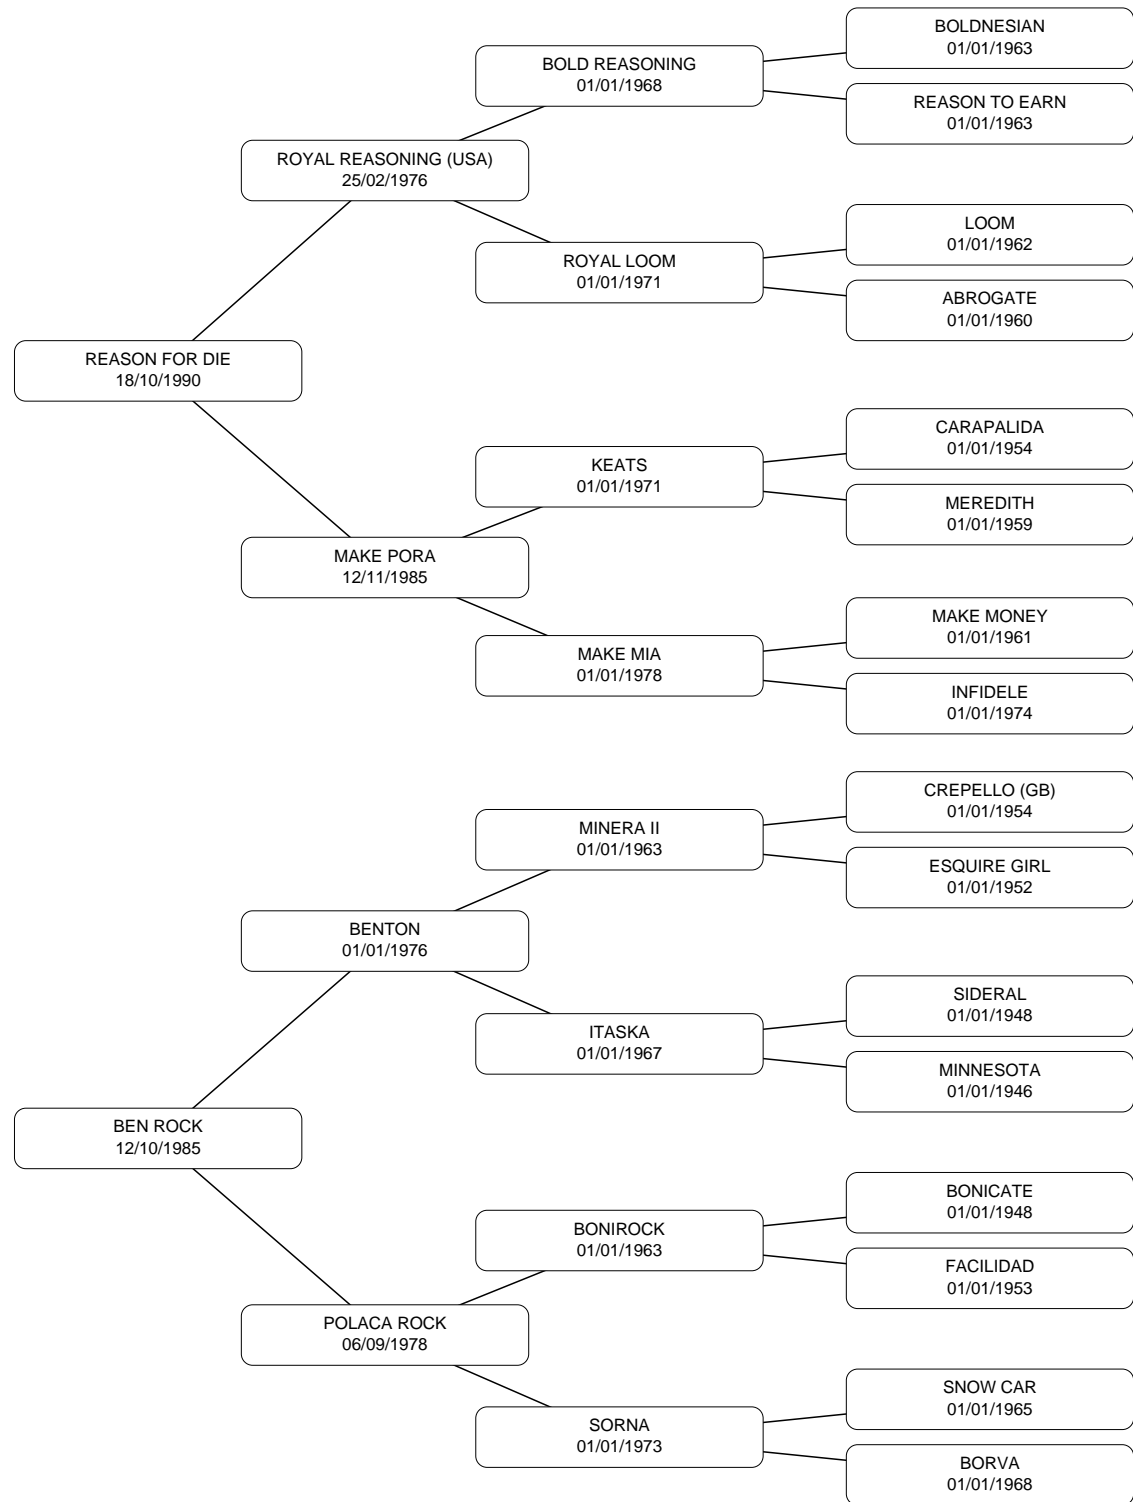 BOLDNESIAN
01/01/1963
BOLD REASONING
01/01/1968
REASON TO EARN
01/01/1963
ROYAL REASONING (USA)
25/02/1976
LOOM
01/01/1962
ROYAL LOOM
01/01/1971
ABROGATE
01/01/1960
REASON FOR DIE
18/10/1990
CARAPALIDA
01/01/1954
KEATS
01/01/1971
MEREDITH
01/01/1959
MAKE PORA
12/11/1985
MAKE MONEY
01/01/1961
MAKE MIA
01/01/1978
INFIDELE
01/01/1974
CREPELLO (GB)
01/01/1954
MINERA II
01/01/1963
ESQUIRE GIRL
01/01/1952
BENTON
01/01/1976
SIDERAL
01/01/1948
ITASKA
01/01/1967
MINNESOTA
01/01/1946
BEN ROCK
12/10/1985
BONICATE
01/01/1948
BONIROCK
01/01/1963
FACILIDAD
01/01/1953
POLACA ROCK
06/09/1978
SNOW CAR
01/01/1965
SORNA
01/01/1973
BORVA
01/01/1968